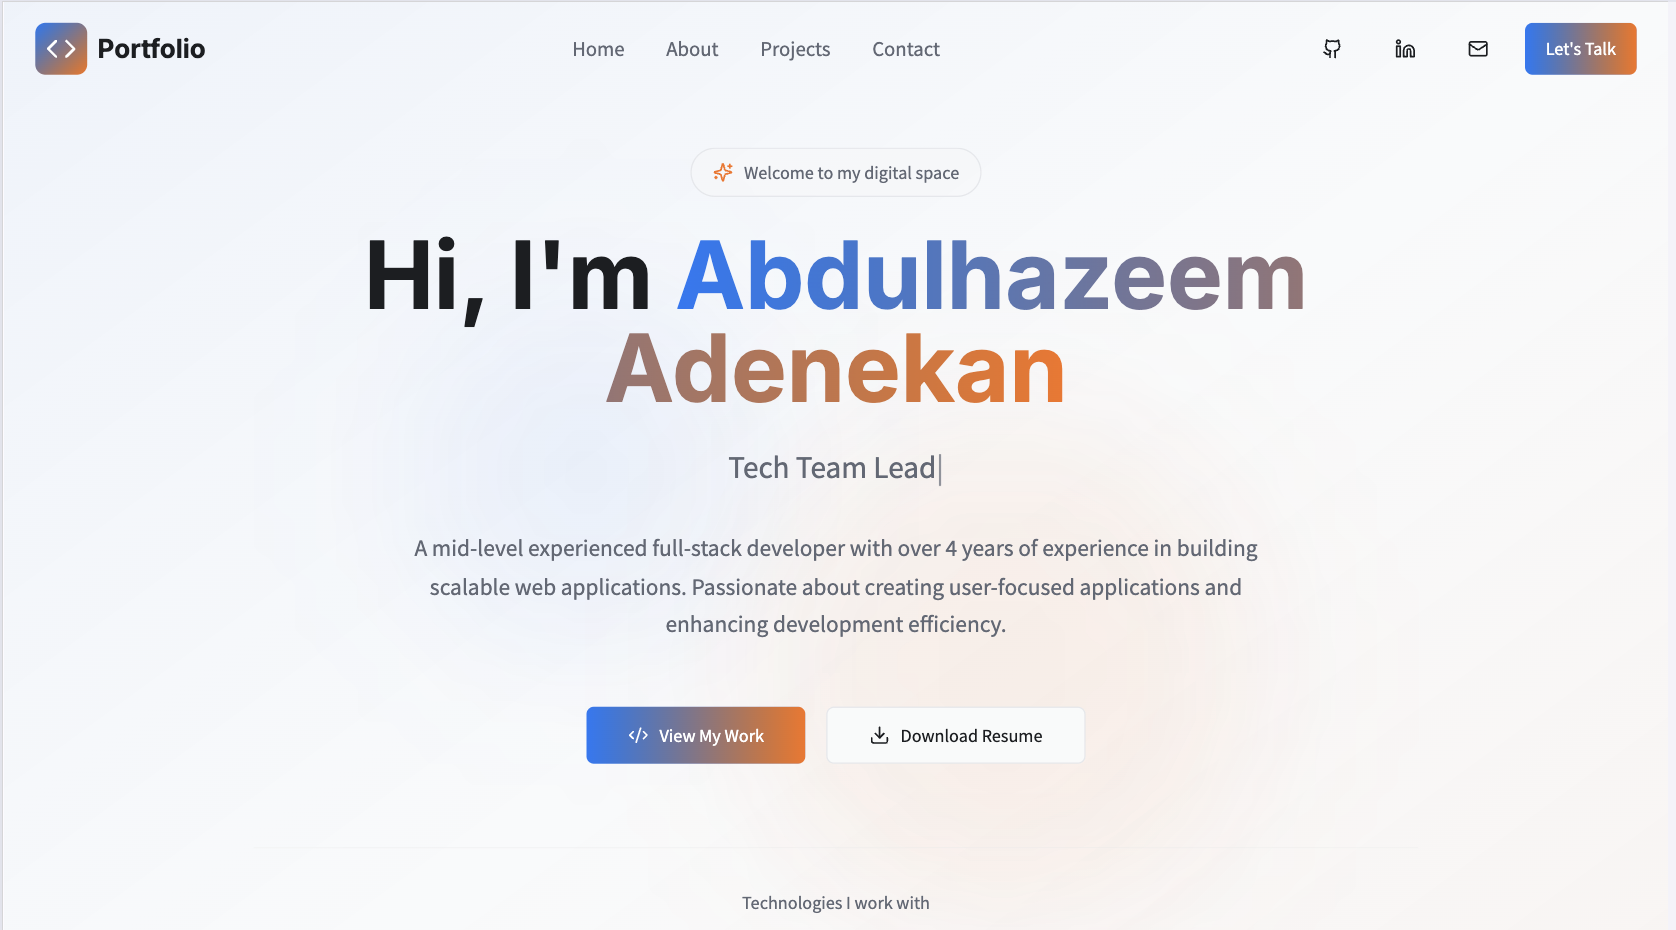 Portfolio
Home
About
Projects
Contact
Let's Talk
Welcome to my digital space
Hi, I'm Abdulhazeem
Adenekan
Tech Team Lead
A mid-level experienced full-stack developer with over 4 years of experience in building
scalable web applications. Passionate about creating user-focused applications and
enhancing development efficiency.
View My Work
Download Resume
Technologies I work with